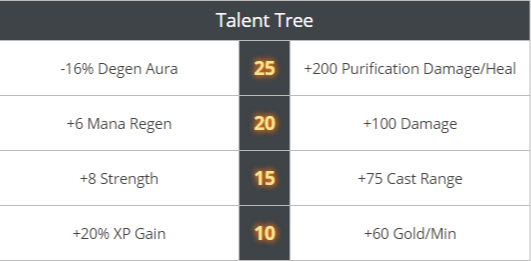 Talent Tree
-16% Degen Aura 25 +200 Purification Damage/Heal
+6 Mana Regen 20 +100 Damage
+8 Strength 15 +75 Cast Range
+20% XP Gain 10 +60 Gold/Min